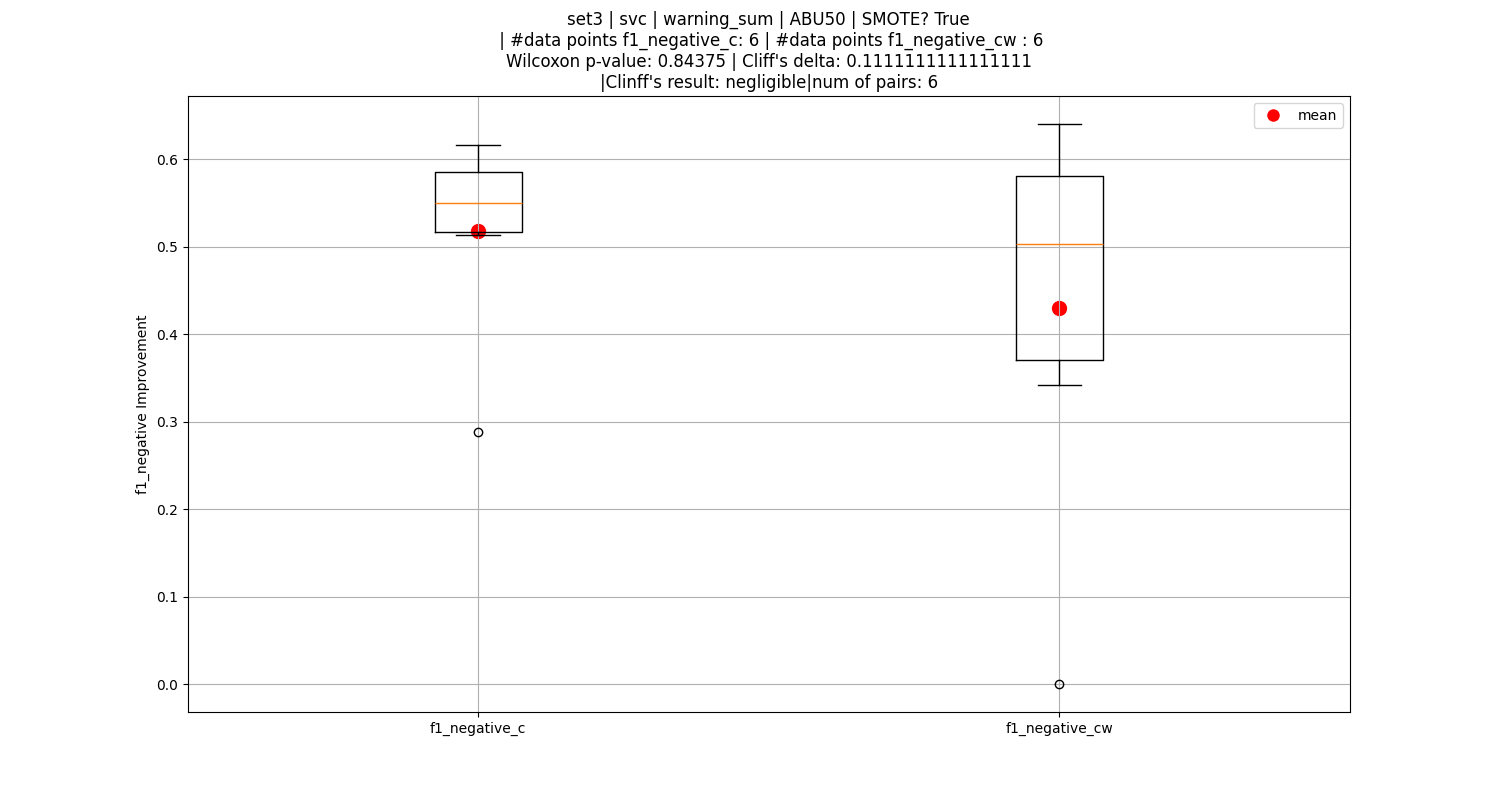 set3 | svc | warning_sum | ABU50 | SMOTE? True
| #data points f1_negative_c: 6 | #data points f1_negative_cw : 6
Wilcoxon p-value: 0.84375 | Cliff's delta: 0.1111111111111111
|Clinff's result: negligible|num of pairs: 6
mean
0.6
0.5
0.4
0.3
0.2
0.1
0.0
f1_negative Improvement
f1_negative_c
f1_negative_cw